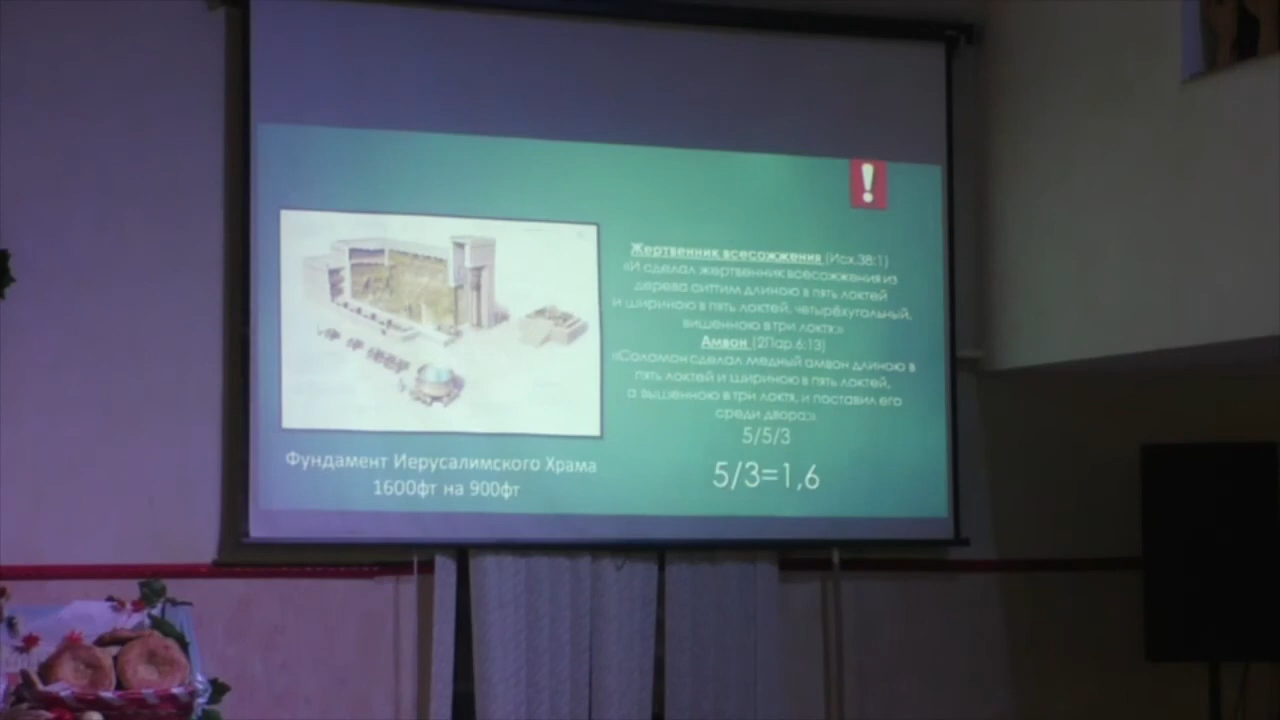 !
Жертвенник всесожжения (Исх.38:1)
«И сделал жертвенник всесожжения из
дерева ситтим длиною в пять локтей
и шириною в пять локтей, четырёхугольный,
вишенною в три локтя;»
Амвон (2Пар.6:13)
«Соломон сделал медный амвон длиною в
пять локтей и шириною в пять локтей,
а вышенною в три локтя, и поставил его
среди двора;»
5/5/3
5/3=1,6
Фундамент Иерусалимского Храма
1600фт на 900фт